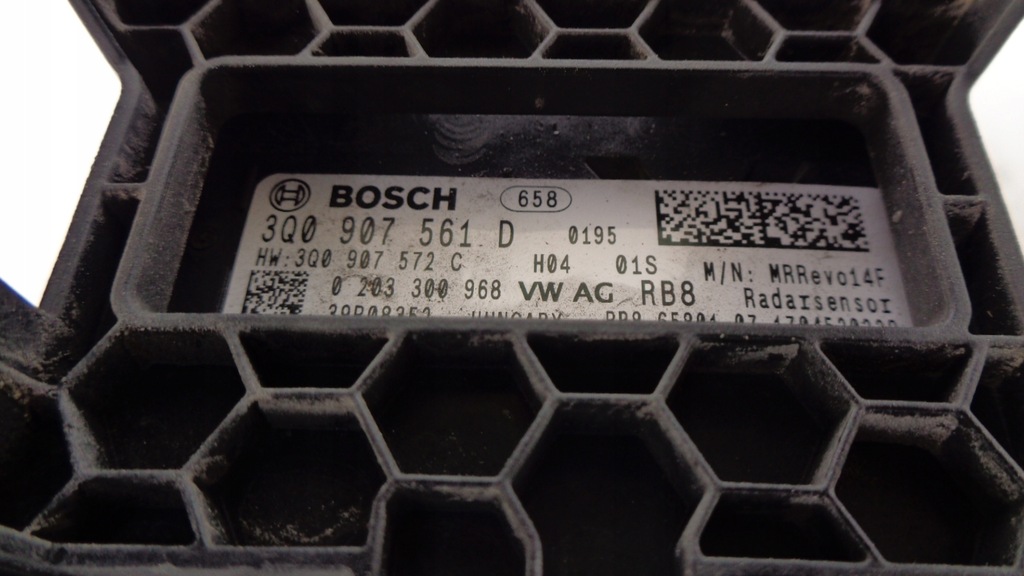 BOSCH 658
3Q0 907 561 D 0195
HW:3Q0 907 572 C H04 01S M/N: MRRevo14F
0 203 300 968 VW AG RB8 Radarsensor
HUNGARY